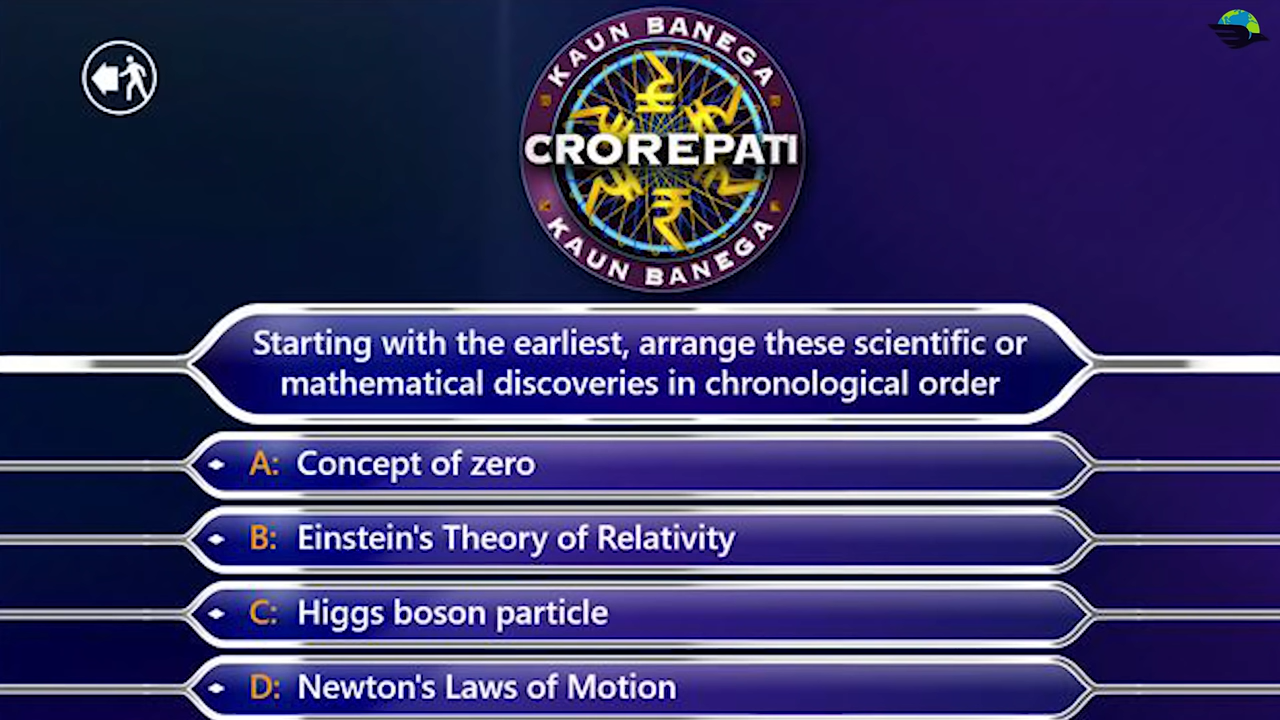 KAUN BANEGA
CROREPATI
KAUN BANEGA
Starting with the earliest, arrange these scientific or
mathematical discoveries in chronological order
A: Concept of zero
B: Einstein's Theory of Relativity
C: Higgs boson particle
D: Newton's Laws of Motion